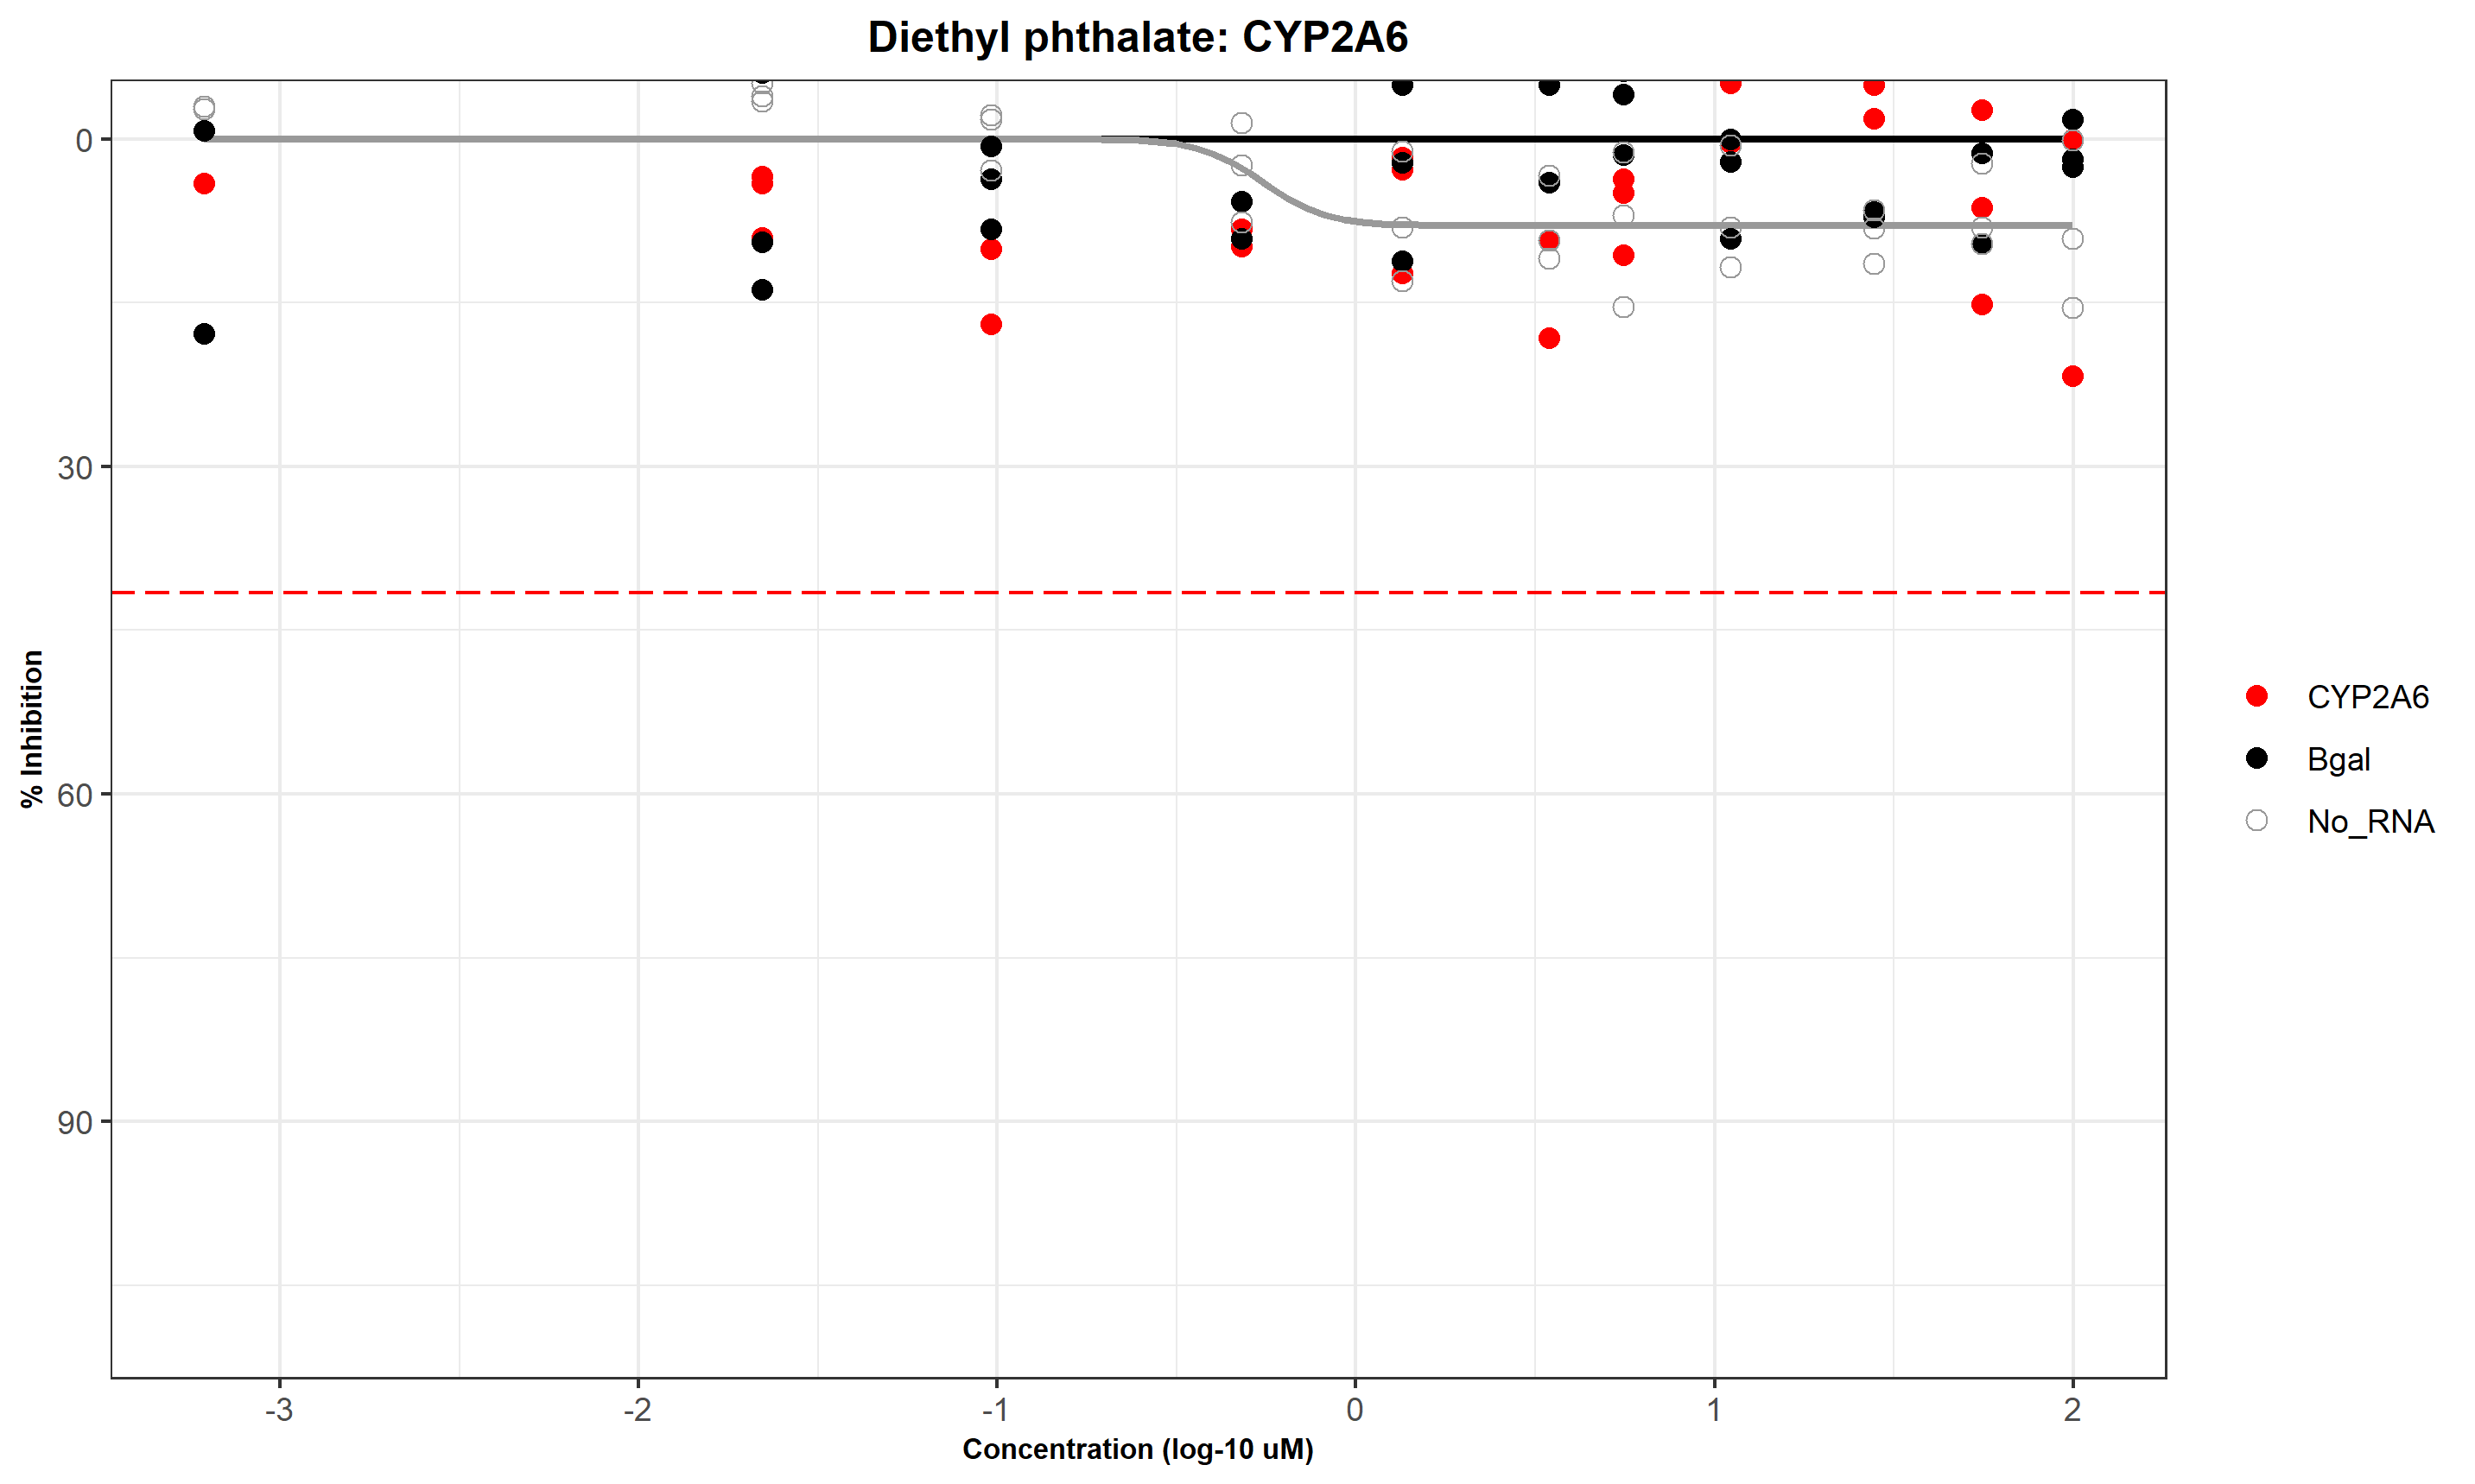 Diethyl phthalate: CYP2A6
0
30
60
90
% Inhibition
-3
-2
-1
0
1
2
Concentration (log-10 uM)
CYP2A6
Bgal
No_RNA